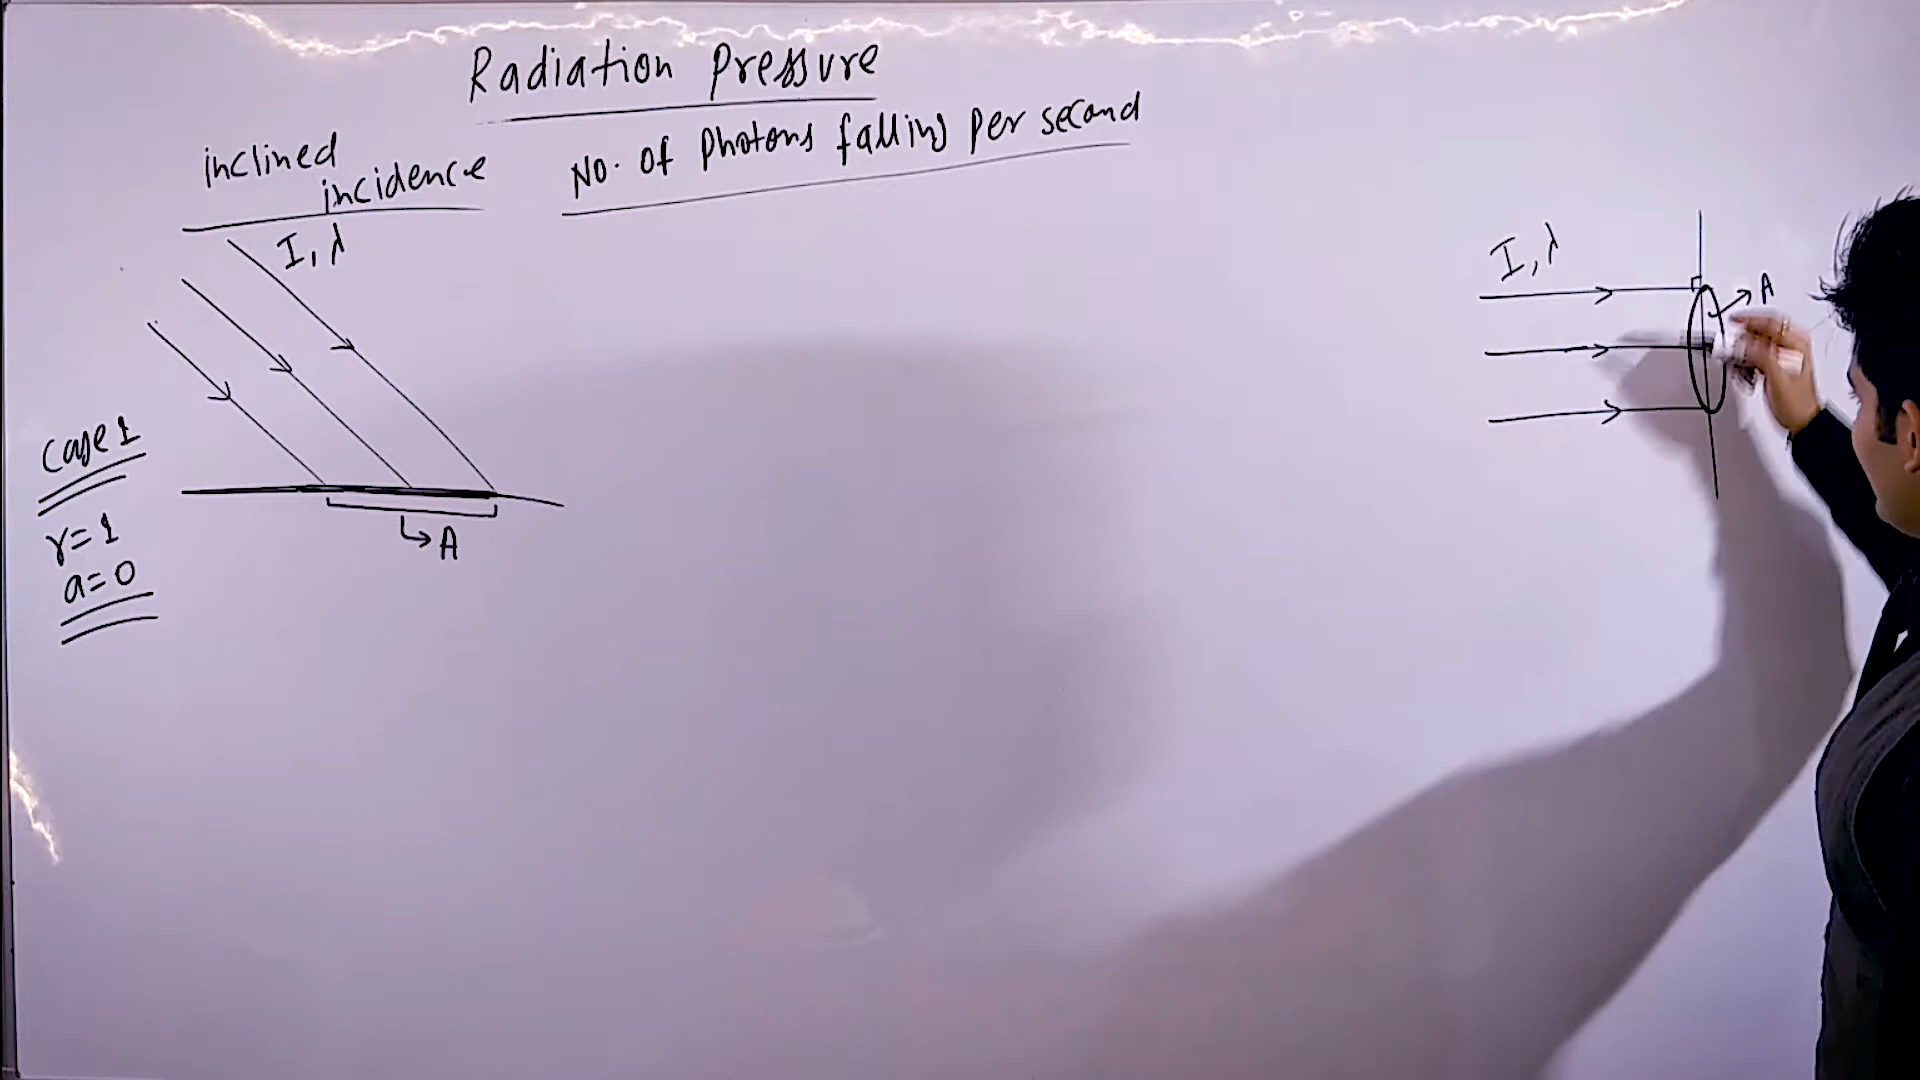 Radiation Pressure
inclined
incidence
No. of Photons falling Per second
I, λ
I, λ
A
Case 1
r=1
a=0
A